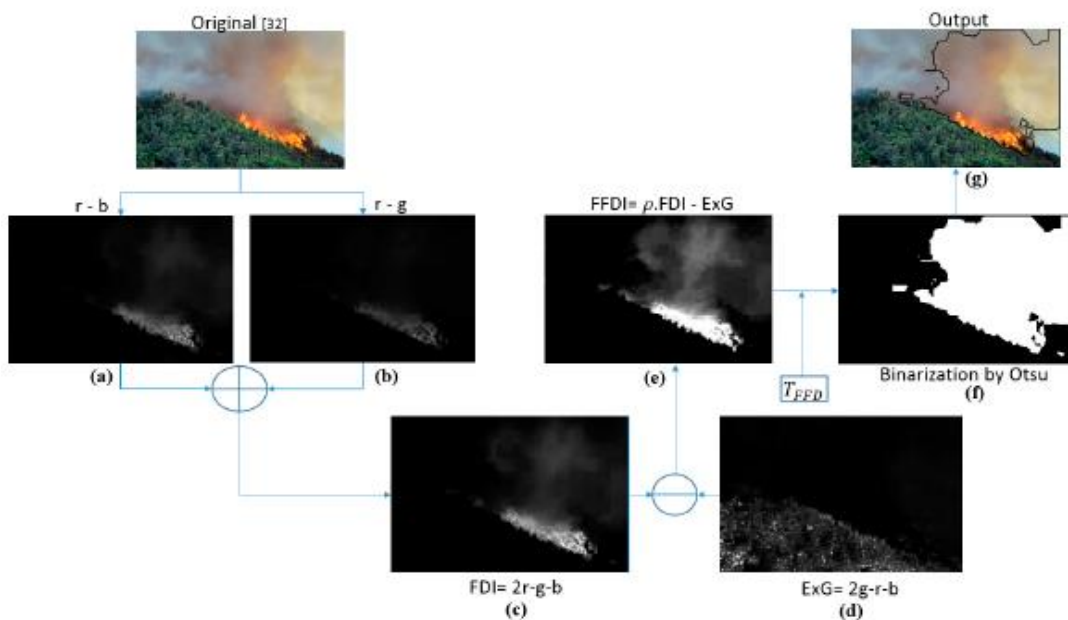 Original [32]
Output
r - b
r - g
FFDI= ρ.FDI - ExG
(g)
(a)
(b)
(e)
T_FFD
Binarization by Otsu
(f)
FDI= 2r-g-b
(c)
ExG= 2g-r-b
(d)